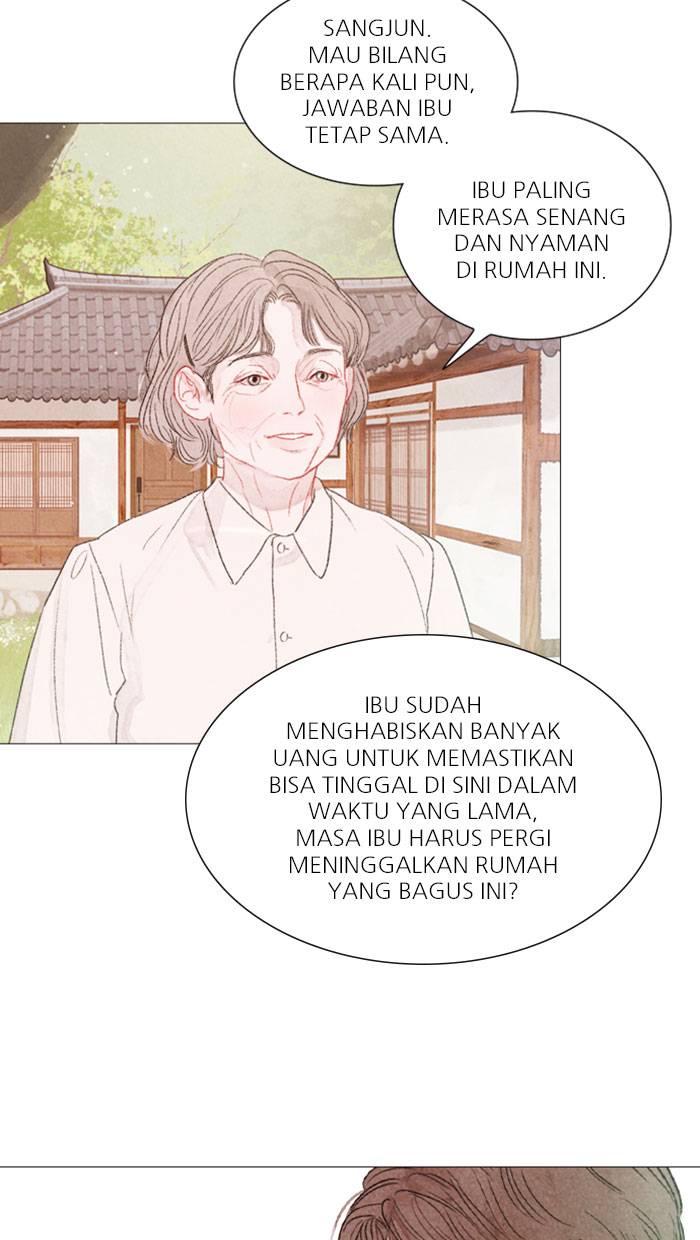 SANGJUN.
MAU BILANG
BERAPA KALI PUN,
JAWABAN IBU
TETAP SAMA.
IBU PALING
MERASA SENANG
DAN NYAMAN
DI RUMAH INI.
IBU SUDAH
MENGHABISKAN BANYAK
UANG UNTUK MEMASTIKAN
BISA TINGGAL DI SINI DALAM
WAKTU YANG LAMA,
MASA IBU HARUS PERGI
MENINGGALKAN RUMAH
YANG BAGUS INI?